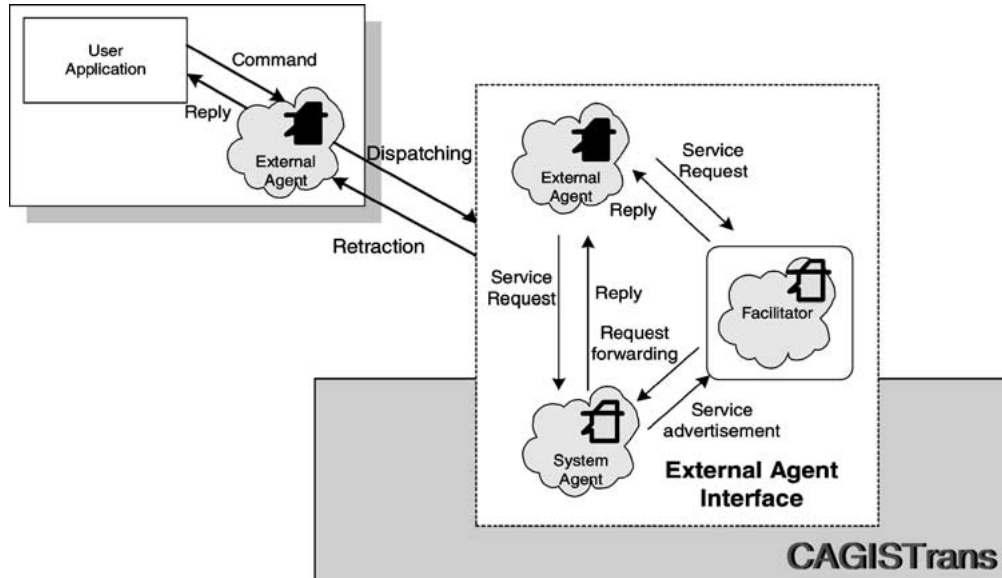 User
Application
Command
Reply
External
Agent
Dispatching
Retraction
External
Agent
Service
Request
Reply
Service
Request
Reply
Facilitator
Request
forwarding
Service
advertisement
System
Agent
External Agent
Interface
CAGISTrans